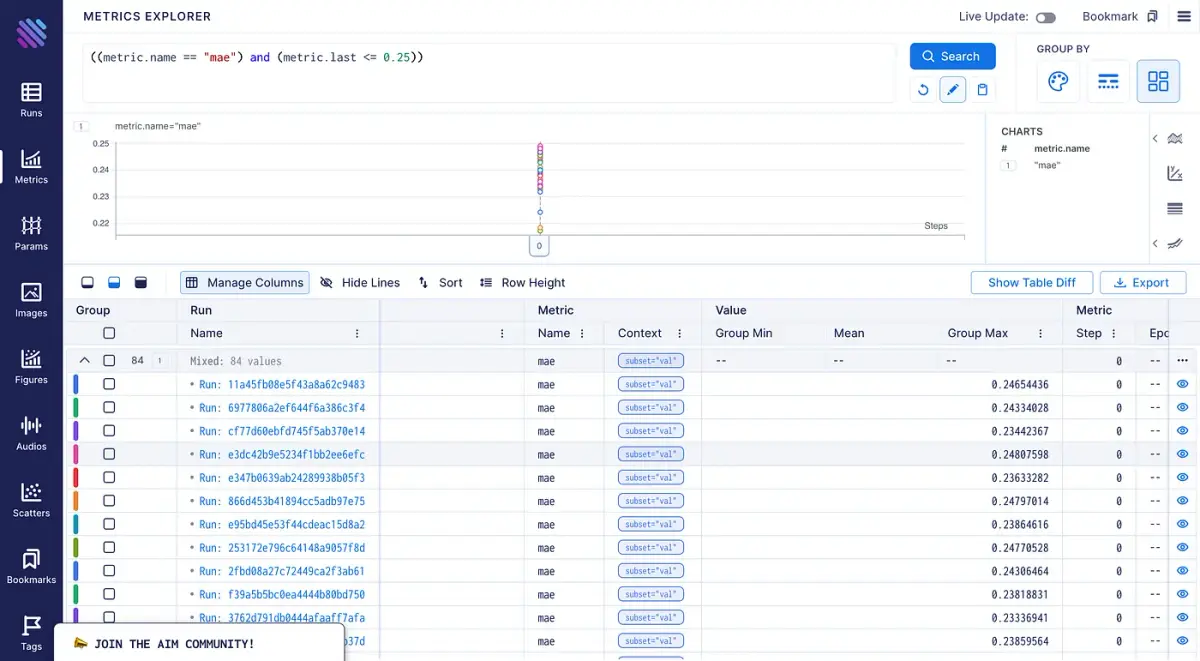 METRICS EXPLORER
Live Update:
Bookmark
((metric.name == "mae") and (metric.last <= 0.25))
Search
GROUP BY
Runs
Metrics
Params
Images
Figures
Audios
Scatters
Bookmarks
Tags
1 metric.name="mae"
0.25
0.24
0.23
0.22
Steps
0
CHARTS
# metric.name
1 "mae"
Manage Columns Hide Lines Sort Row Height Show Table Diff Export
Group Run Metric Value Metric
Name Name Context Group Min Mean Group Max Step Epc
84 1 Mixed: 84 values mae subset="val" -- -- -- 0 --
Run: 11a45fb08e5f43a8a62c9483 mae subset="val" 0.24654436 0 --
Run: 6977806a2ef644f6a386c3f4 mae subset="val" 0.24334028 0 --
Run: cf77d60ebfd745f5ab370e14 mae subset="val" 0.23442367 0 --
Run: e3dc42b9e5234f1bb2ee6efc mae subset="val" 0.24807598 0 --
Run: e347b0639ab24289938b05f3 mae subset="val" 0.23633282 0 --
Run: 866d453b41894cc5adb97e75 mae subset="val" 0.24797014 0 --
Run: e95bd45e53f44cdeac15d8a2 mae subset="val" 0.23864616 0 --
Run: 253172e796c64148a9057f8d mae subset="val" 0.24770528 0 --
Run: 2fbd08a27c72449ca2f3ab61 mae subset="val" 0.24306464 0 --
Run: f39a5b5bc0ea4444b80bd750 mae subset="val" 0.23818831 0 --
Run: 3762d791db0444afaaff7afa mae subset="val" 0.23336941 0 --
37d mae subset="val" 0.23859564 0 --
JOIN THE AIM COMMUNITY!